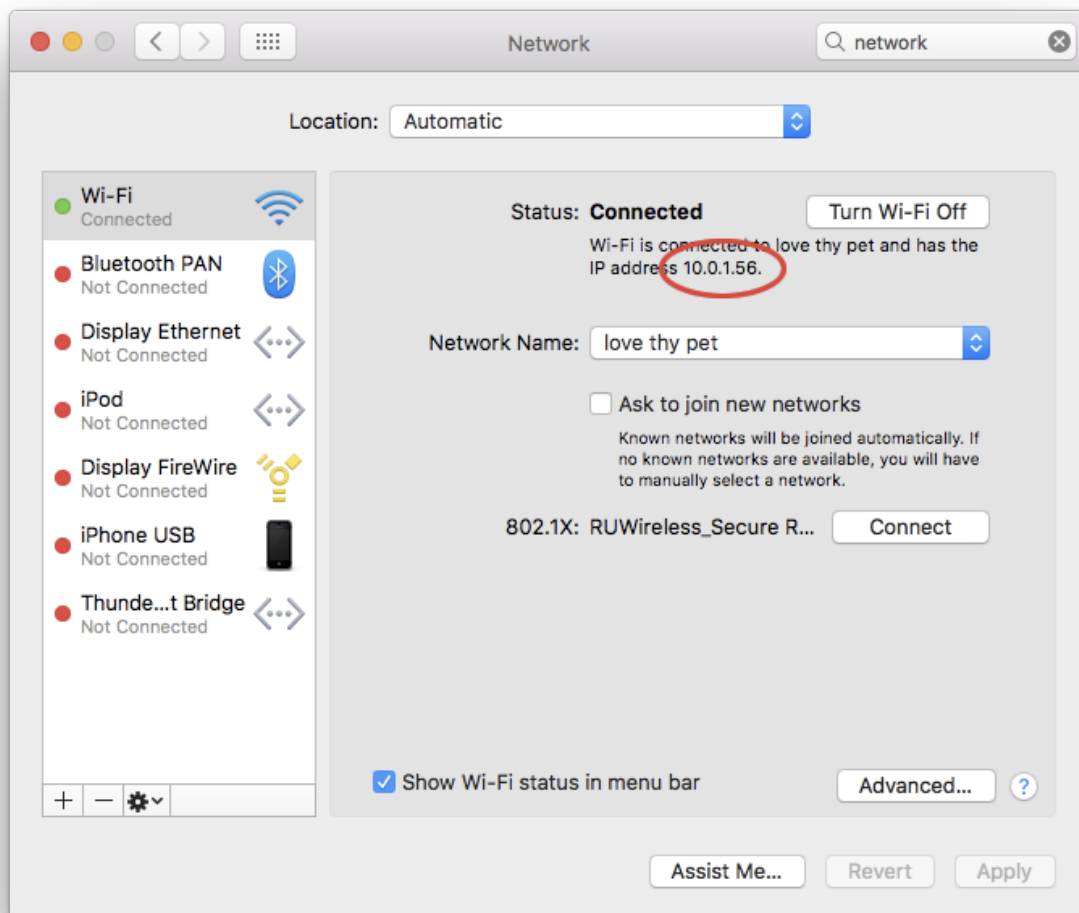 Network
network
Location: Automatic
Wi-Fi
Connected
Bluetooth PAN
Not Connected
Display Ethernet
Not Connected
iPod
Not Connected
Display FireWire
Not Connected
iPhone USB
Not Connected
Thunde...t Bridge
Not Connected
Status: Connected
Turn Wi-Fi Off
Wi-Fi is connected to love thy pet and has the
IP address 10.0.1.56.
Network Name: love thy pet
Ask to join new networks
Known networks will be joined automatically. If
no known networks are available, you will have
to manually select a network.
802.1X: RUWireless_Secure R...
Connect
Show Wi-Fi status in menu bar
Advanced...
?
Assist Me...
Revert
Apply